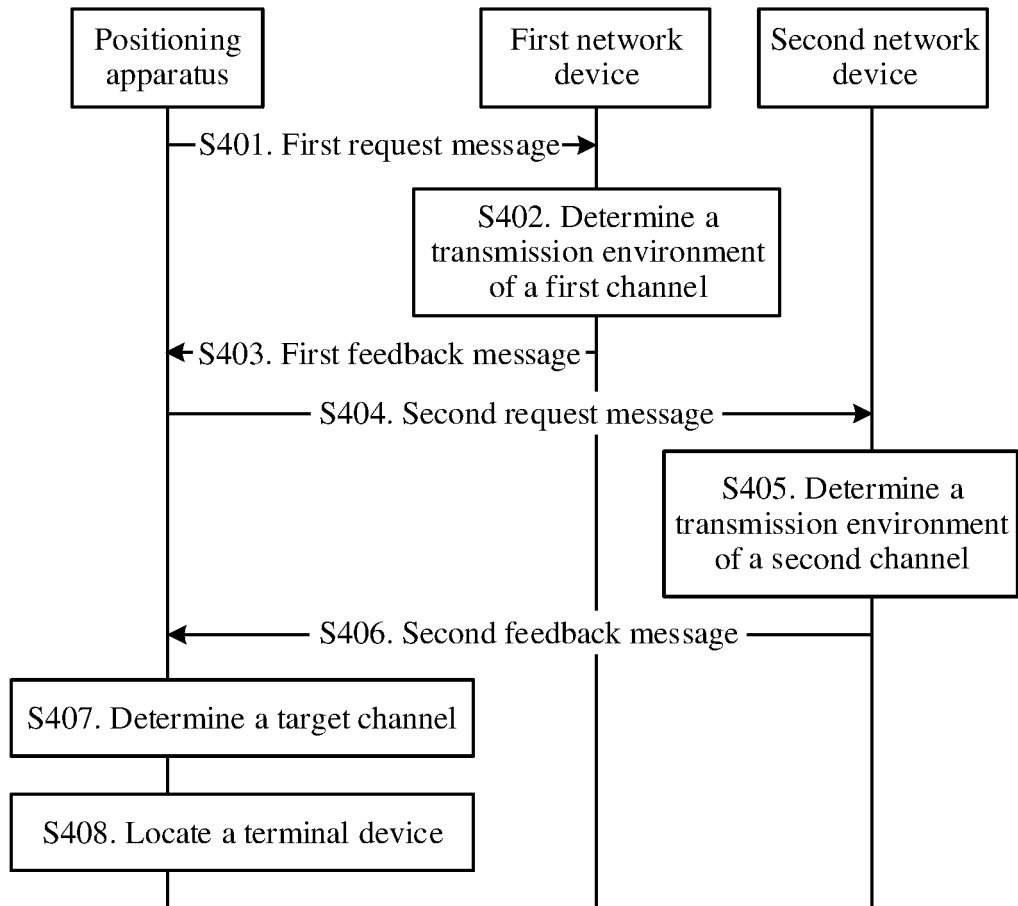 Positioning
apparatus
First network
device
Second network
device
S401. First request message
S402. Determine a
transmission environment
of a first channel
S403. First feedback message
S404. Second request message
S405. Determine a
transmission environment
of a second channel
S406. Second feedback message
S407. Determine a target channel
S408. Locate a terminal device